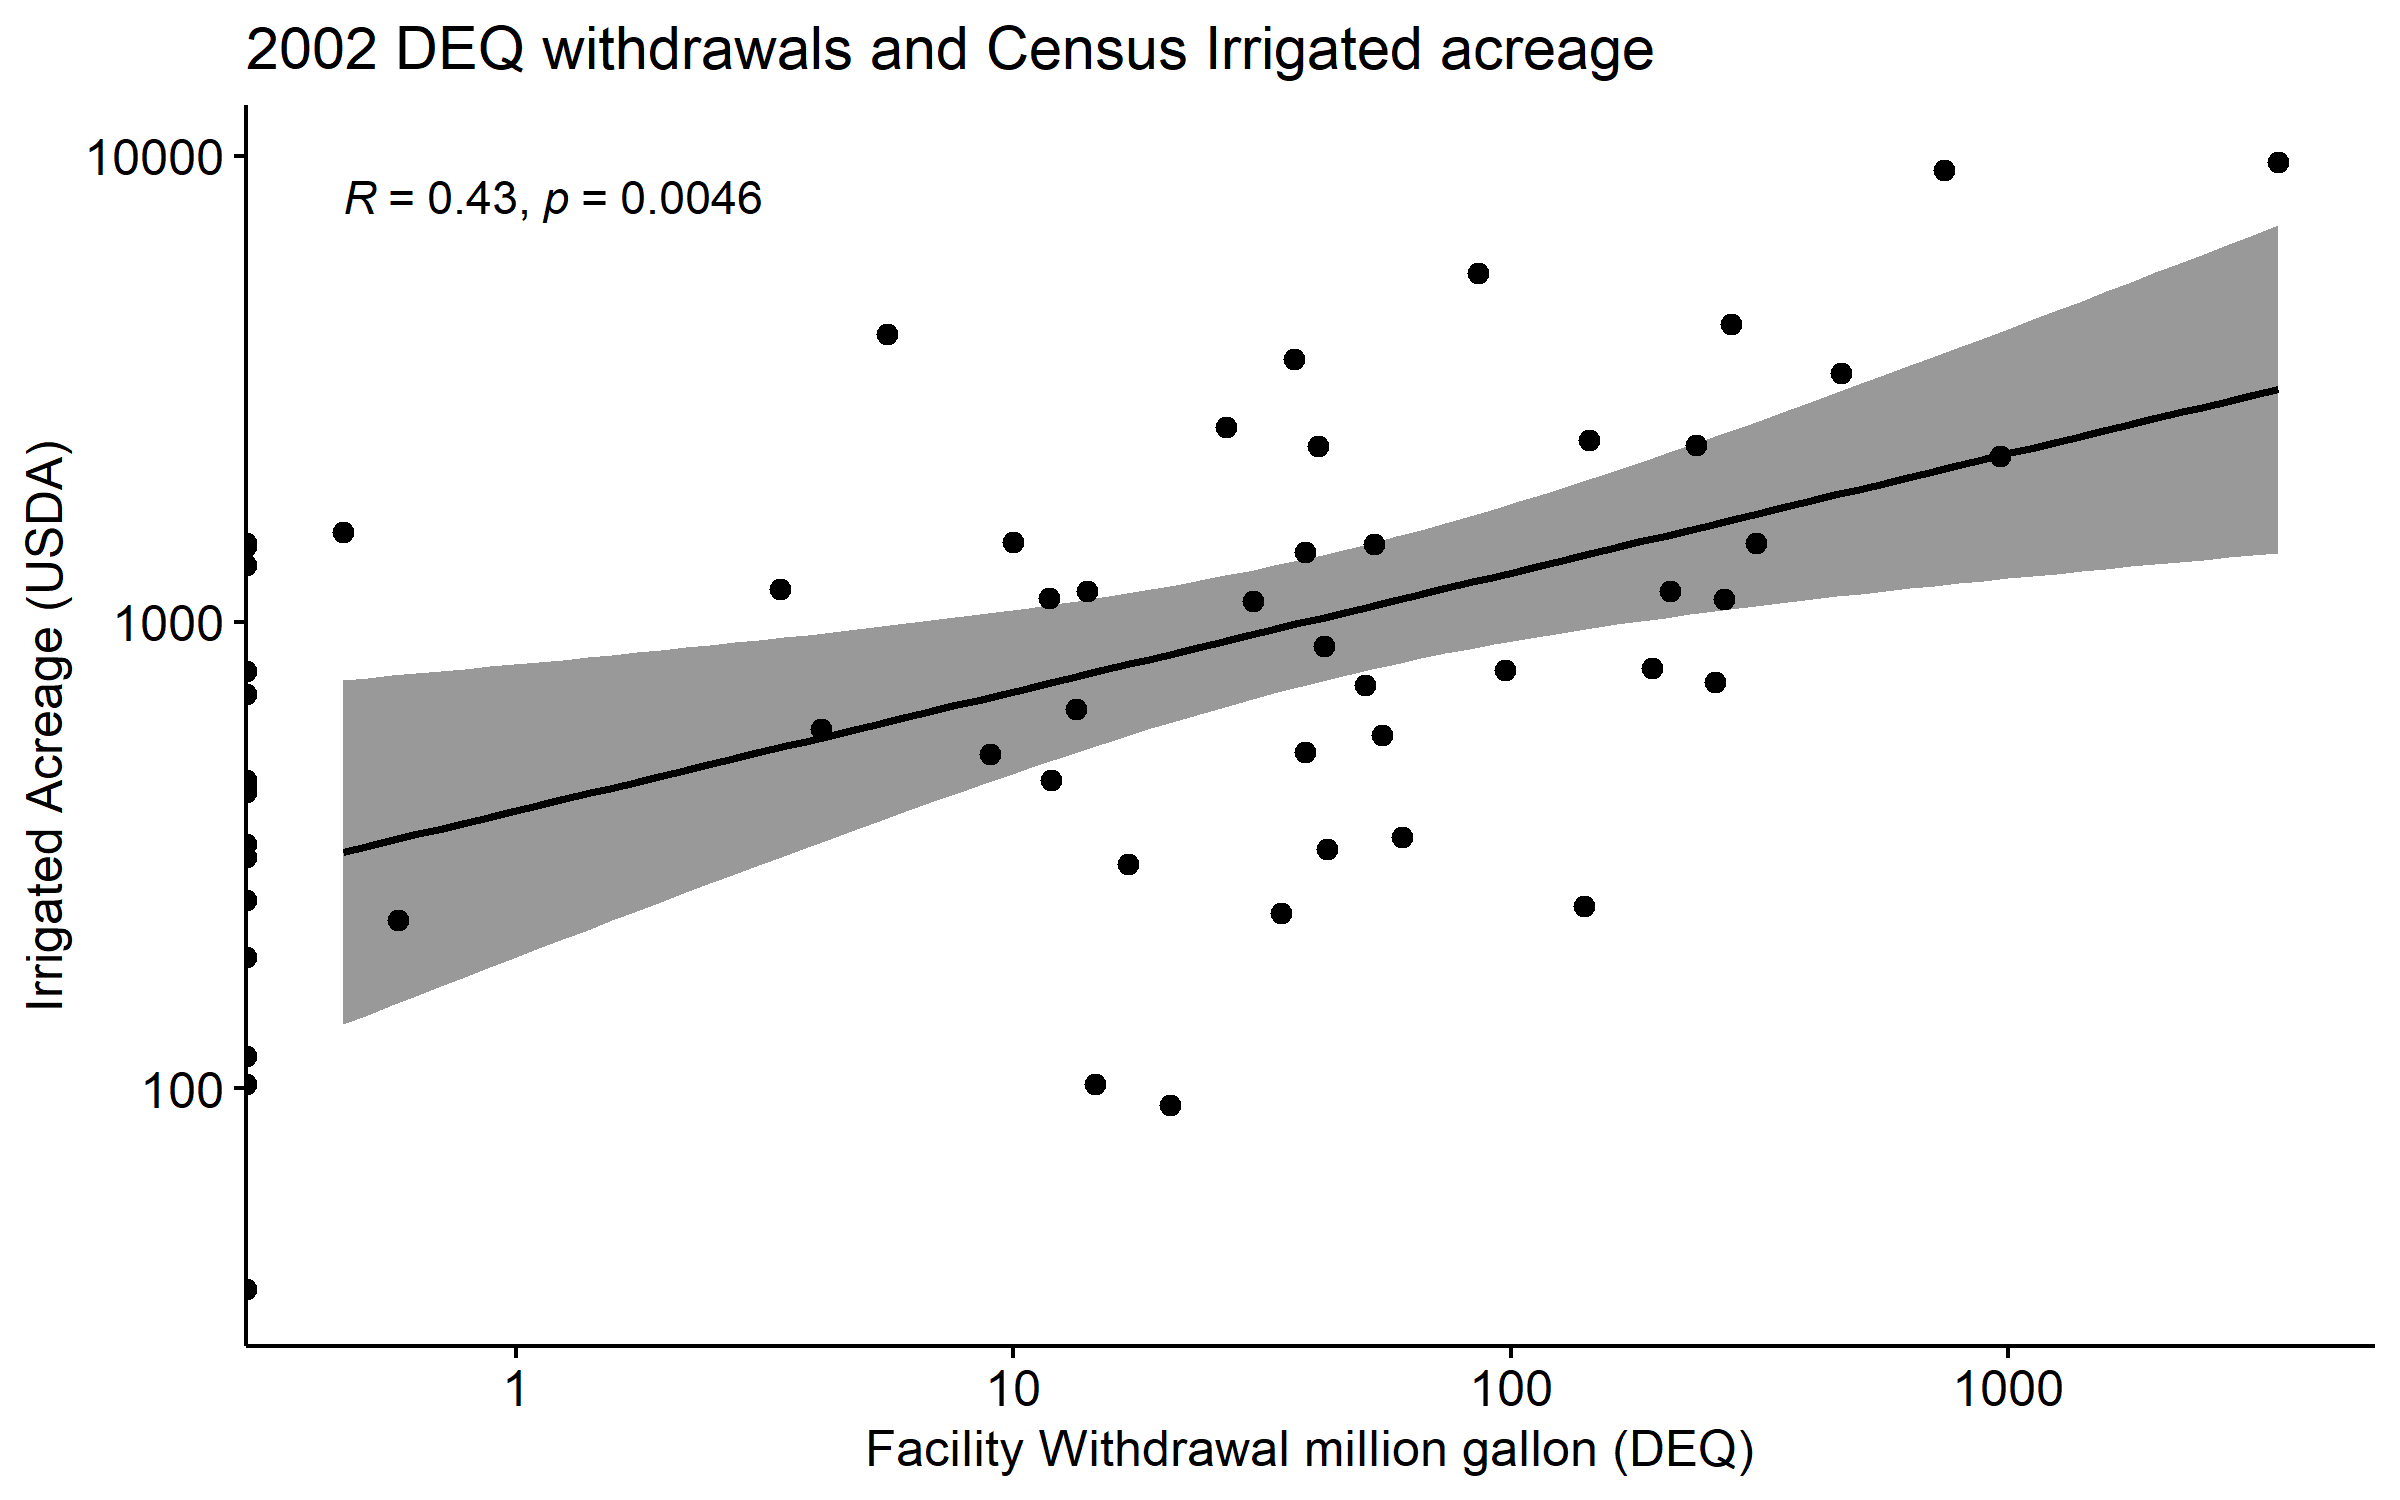 2002 DEQ withdrawals and Census Irrigated acreage
10000
R = 0.43, p = 0.0046
Irrigated Acreage (USDA)
1000
100
1 10 100 1000
Facility Withdrawal million gallon (DEQ)